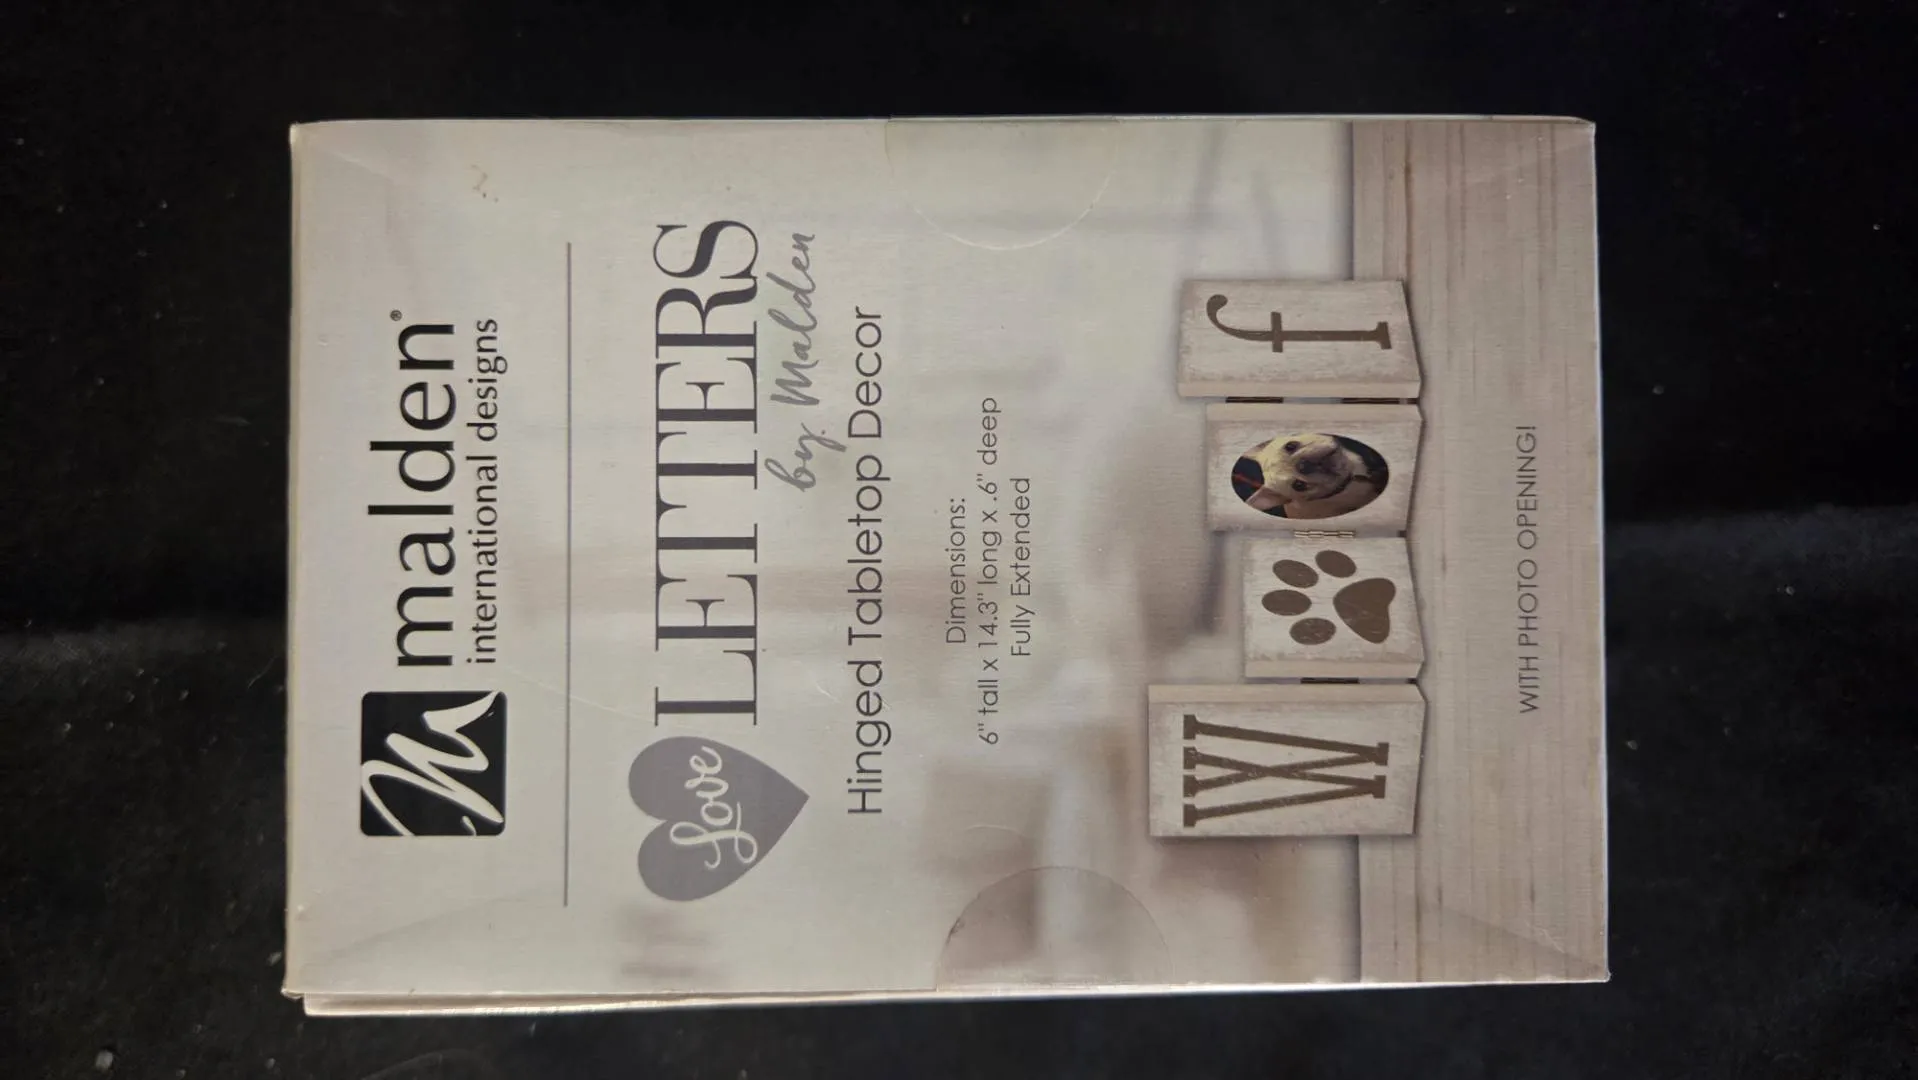 malden®
international designs
Love LETTERS
by Malden
Hinged Tabletop Decor
Dimensions:
6" tall x 14.3" long x .6" deep
Fully Extended
W f
WITH PHOTO OPENING!